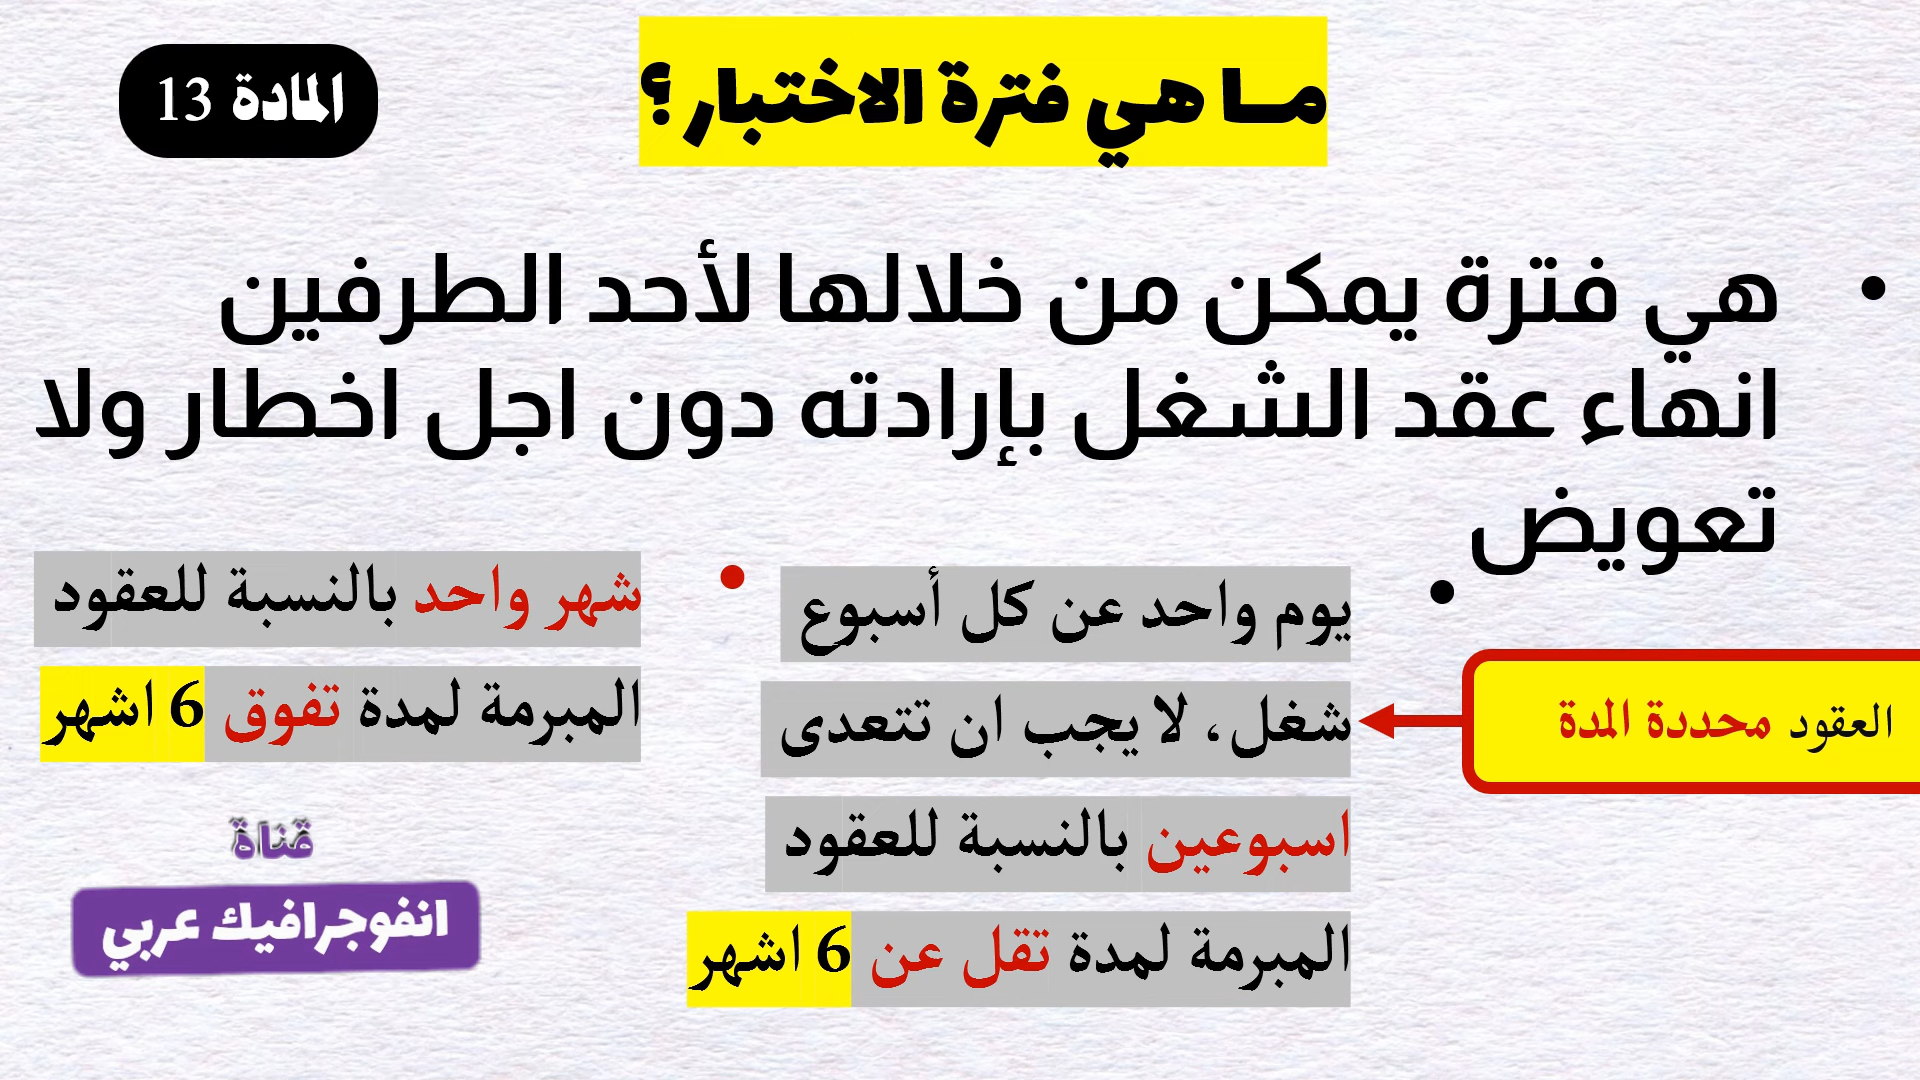 ما هي فترة الاختبار ؟
المادة 13
• هي فترة يمكن من خلالها لأحد الطرفين
انهاء عقد الشغل بإرادته دون اجل اخطار ولا
تعويض
العقود محددة المدة
• يوم واحد عن كل أسبوع
شغل، لا يجب ان تتعدى
اسبوعين بالنسبة للعقود
المبرمة لمدة تقل عن 6 اشهر
• شهر واحد بالنسبة للعقود
المبرمة لمدة تفوق 6 اشهر
قناة
انفوجرافيك عربي